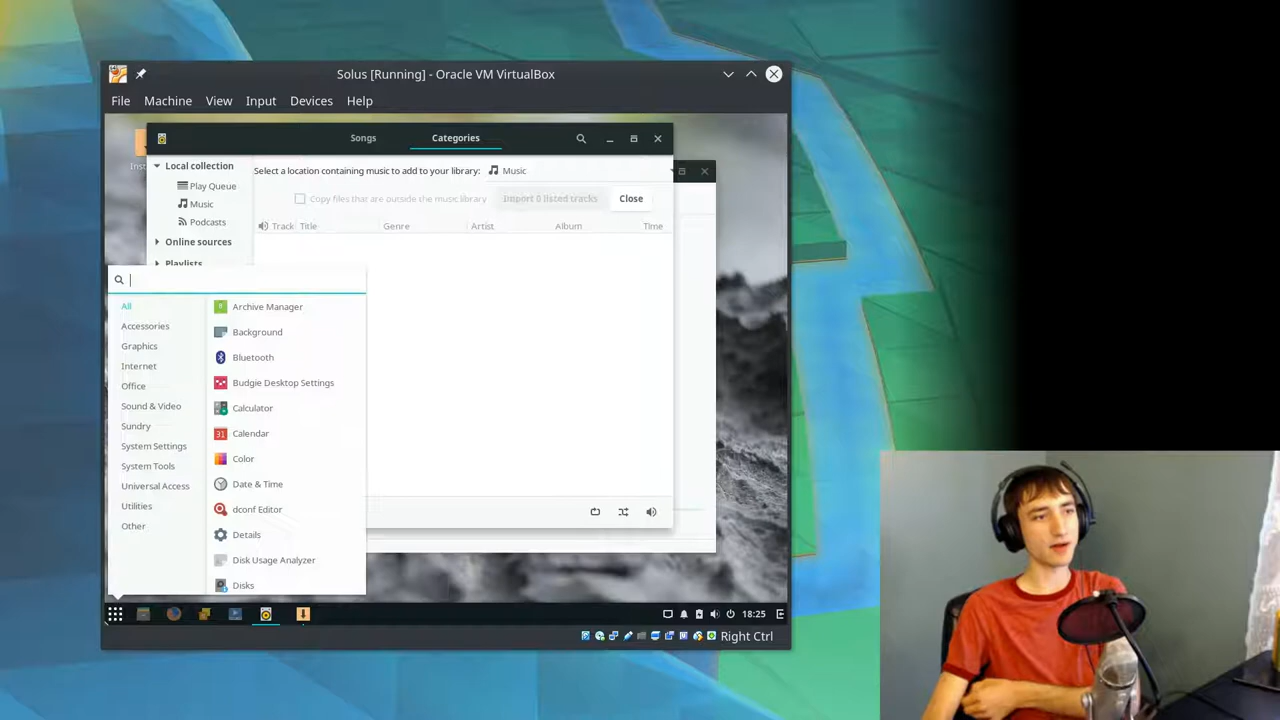 Solus [Running] - Oracle VM VirtualBox
File Machine View Input Devices Help
Songs Categories
Local collection
Play Queue
Music
Podcasts
Online sources
Playlists
Select a location containing music to add to your library: Music
Copy files that are outside the music library Import 0 listed tracks Close
Track Title Genre Artist Album Time
All
Accessories
Graphics
Internet
Office
Sound & Video
Sundry
System Settings
System Tools
Universal Access
Utilities
Other
Archive Manager
Background
Bluetooth
Budgie Desktop Settings
Calculator
31 Calendar
Color
Date & Time
dconf Editor
Details
Disk Usage Analyzer
Disks
18:25
Right Ctrl